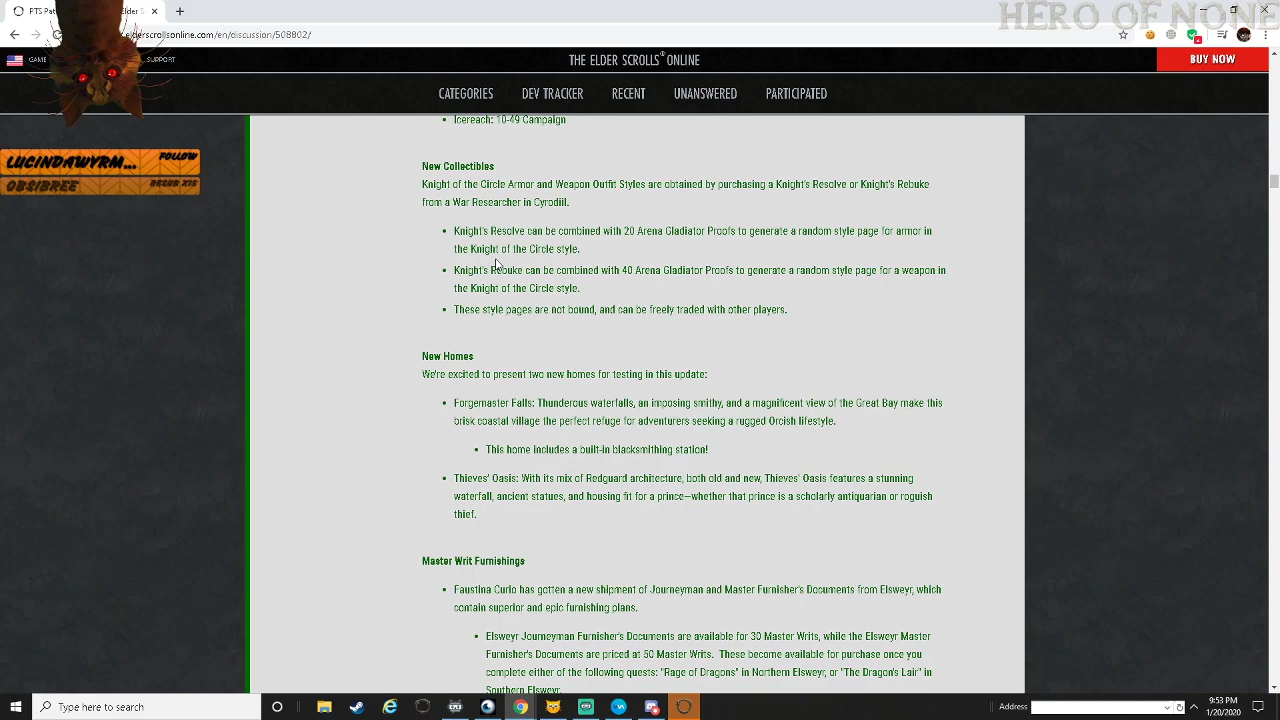 HERO OF NONE
PTS Pat
Elder S
derscrollsonline.com/en/discussion/508802/
GAME
SUPPORT
THE ELDER SCROLLS® ONLINE
BUY NOW
CATEGORIES DEV TRACKER RECENT UNANSWERED PARTICIPATED
LUCINDAWYRM... FOLLOW
OBSIBREE RESUB X15
• Icereach: 10-49 Campaign
New Collectibles
Knight of the Circle Armor and Weapon Outfit Styles are obtained by purchasing a Knight's Resolve or Knight's Rebuke
from a War Researcher in Cyrodiil.
• Knight's Resolve can be combined with 20 Arena Gladiator Proofs to generate a random style page for armor in
the Knight of the Circle style.
• Knight's Rebuke can be combined with 40 Arena Gladiator Proofs to generate a random style page for a weapon in
the Knight of the Circle style.
• These style pages are not bound, and can be freely traded with other players.
New Homes
We're excited to present two new homes for testing in this update:
• Forgemaster Falls: Thunderous waterfalls, an imposing smithy, and a magnificent view of the Great Bay make this
brisk coastal village the perfect refuge for adventurers seeking a rugged Orcish lifestyle.
• This home includes a built-in blacksmithing station!
• Thieves' Oasis: With its mix of Redguard architecture, both old and new, Thieves' Oasis features a stunning
waterfall, ancient statues, and housing fit for a prince—whether that prince is a scholarly antiquarian or roguish
thief.
Master Writ Furnishings
• Faustina Curio has gotten a new shipment of Journeyman and Master Furnisher's Documents from Elsweyr, which
contain superior and epic furnishing plans.
• Elsweyr Journeyman Furnisher's Documents are available for 30 Master Writs, while the Elsweyr Master
Furnisher's Documents are priced at 50 Master Writs. These become available for purchase once you
complete either of the following quests: "Rage of Dragons" in Northern Elsweyr, or "The Dragon's Lair" in
Southern Elsweyr.
Type here to search
Address
9:53 PM
1/20/2020